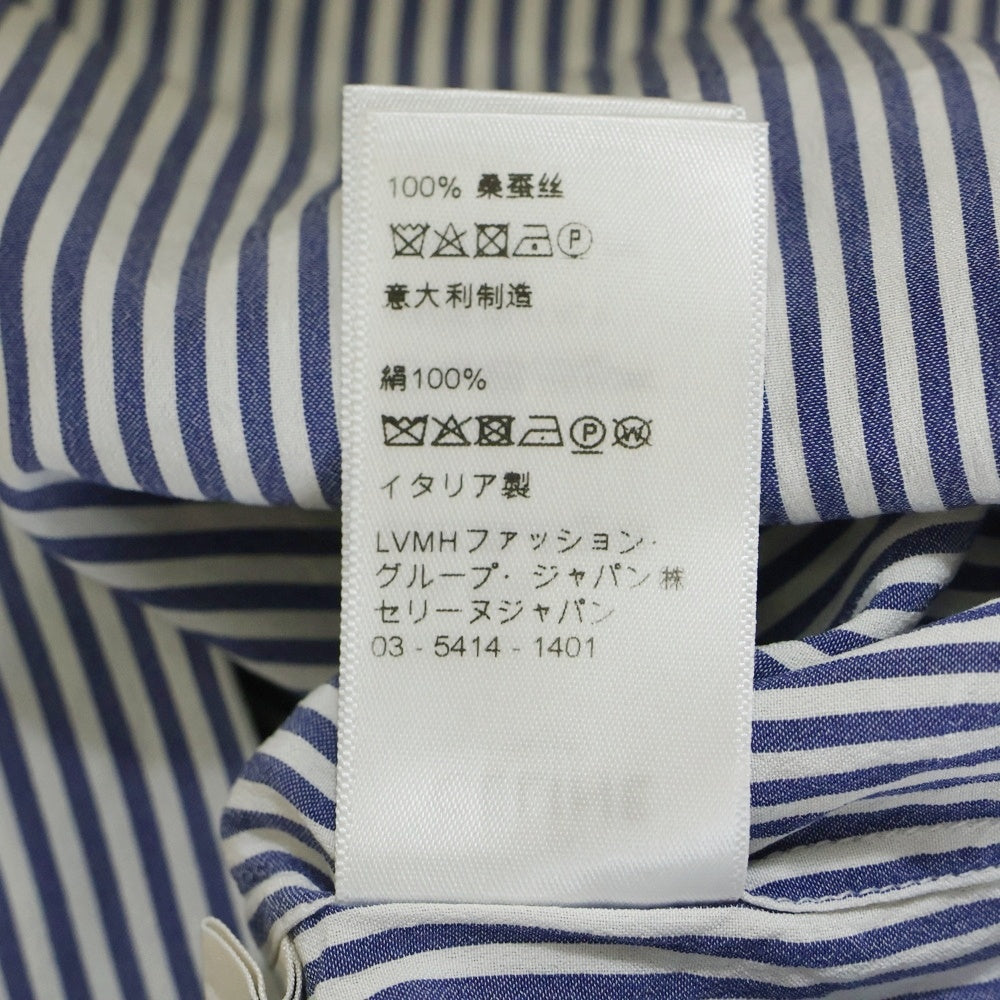 100% 桑蚕丝
P
意大利制造
絹100%
P W
イタリア製
LVMHファッション・
グループ・ジャパン㈱
セリーヌジャパン
03 - 5414 - 1401